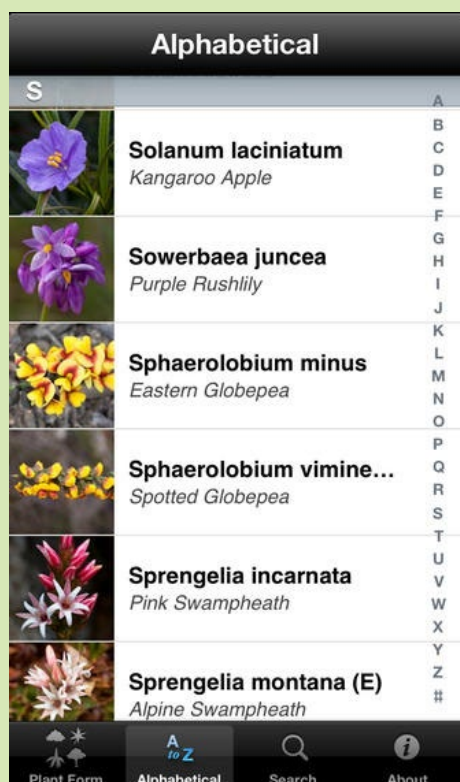 Alphabetical
S
A
B
C
D
E
F
G
H
I
J
K
L
M
N
O
P
Q
R
S
T
U
V
W
X
Y
Z
#
Solanum laciniatum
Kangaroo Apple
Sowerbaea juncea
Purple Rushlily
Sphaerolobium minus
Eastern Globepea
Sphaerolobium vimine...
Spotted Globepea
Sprengelia incarnata
Pink Swampheath
Sprengelia montana (E)
Alpine Swampheath
A
to Z
Plant Form
Alphabetical
Search
About